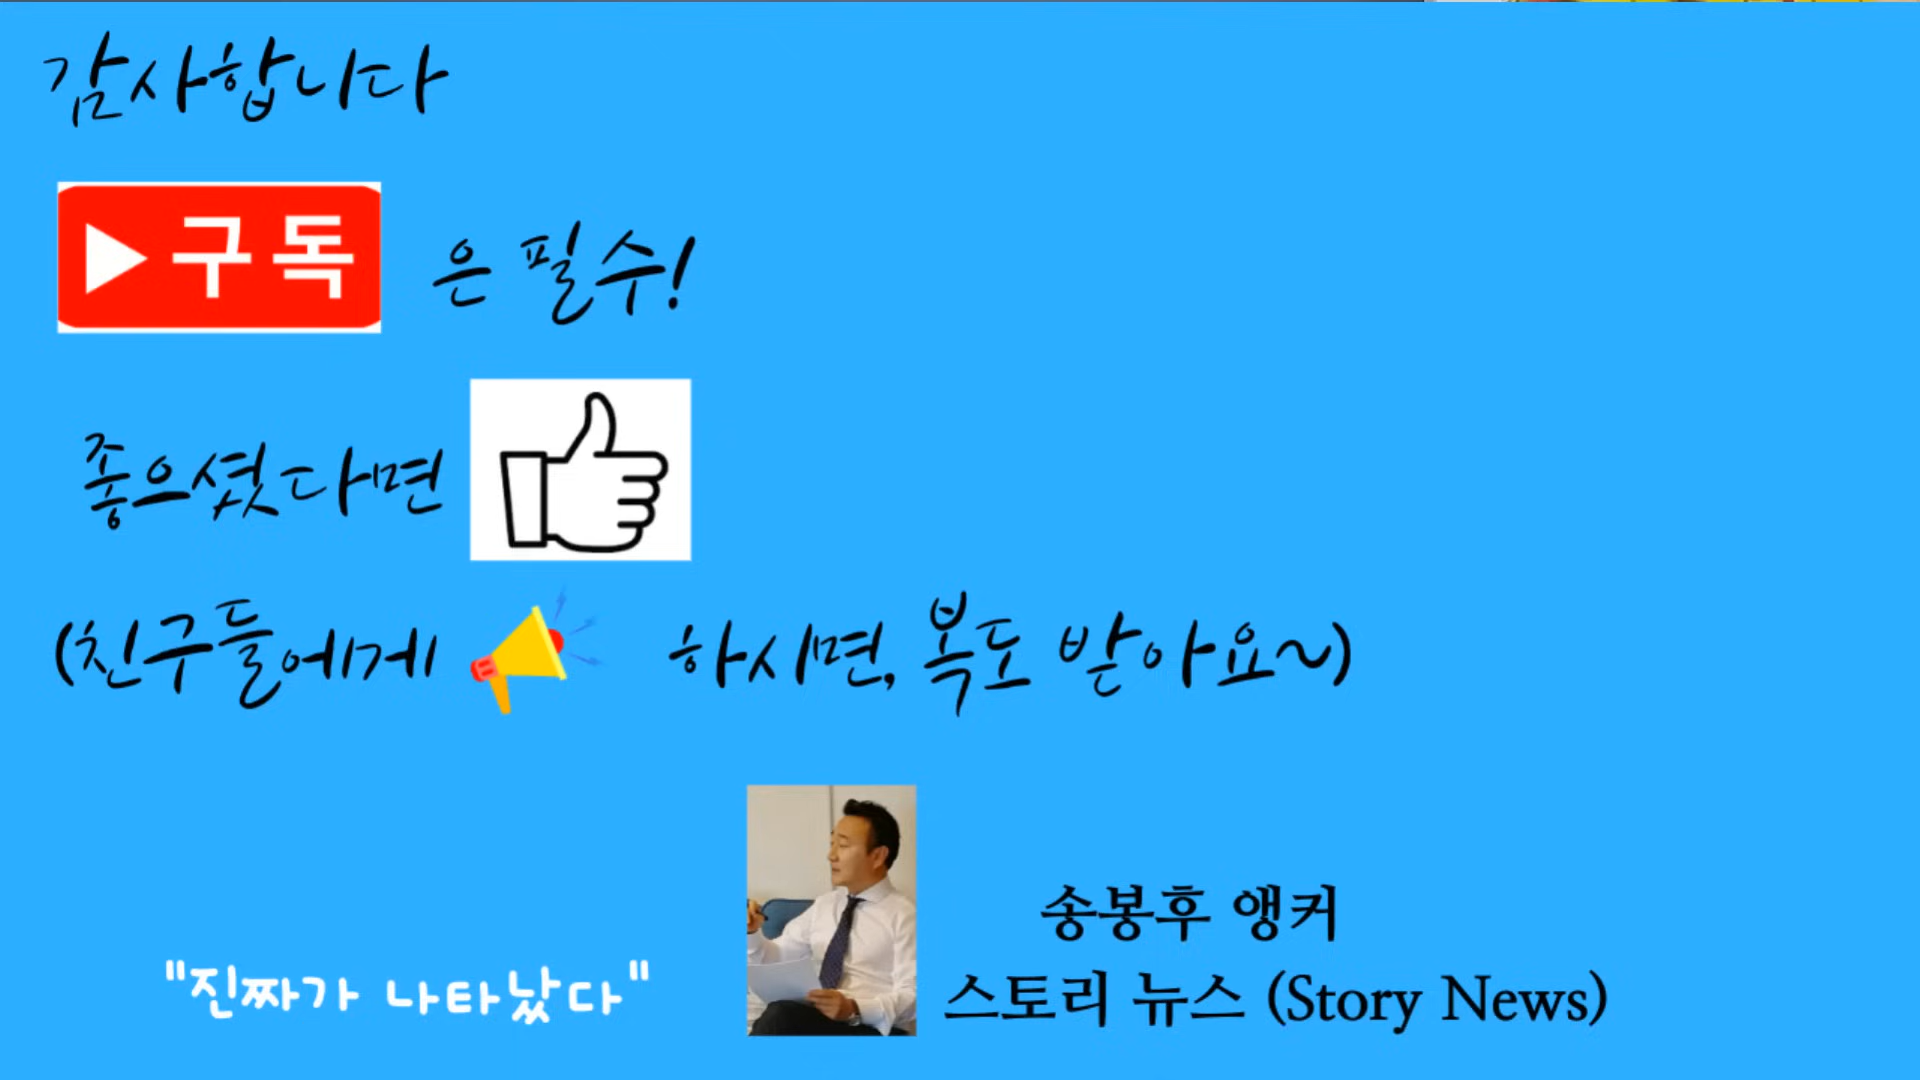 감사합니다
구독 은 필수!
좋으셨다면
(친구들에게 하시면, 복도 받아요~)
송봉후 앵커
"진짜가 나타났다"
스토리 뉴스 (Story News)